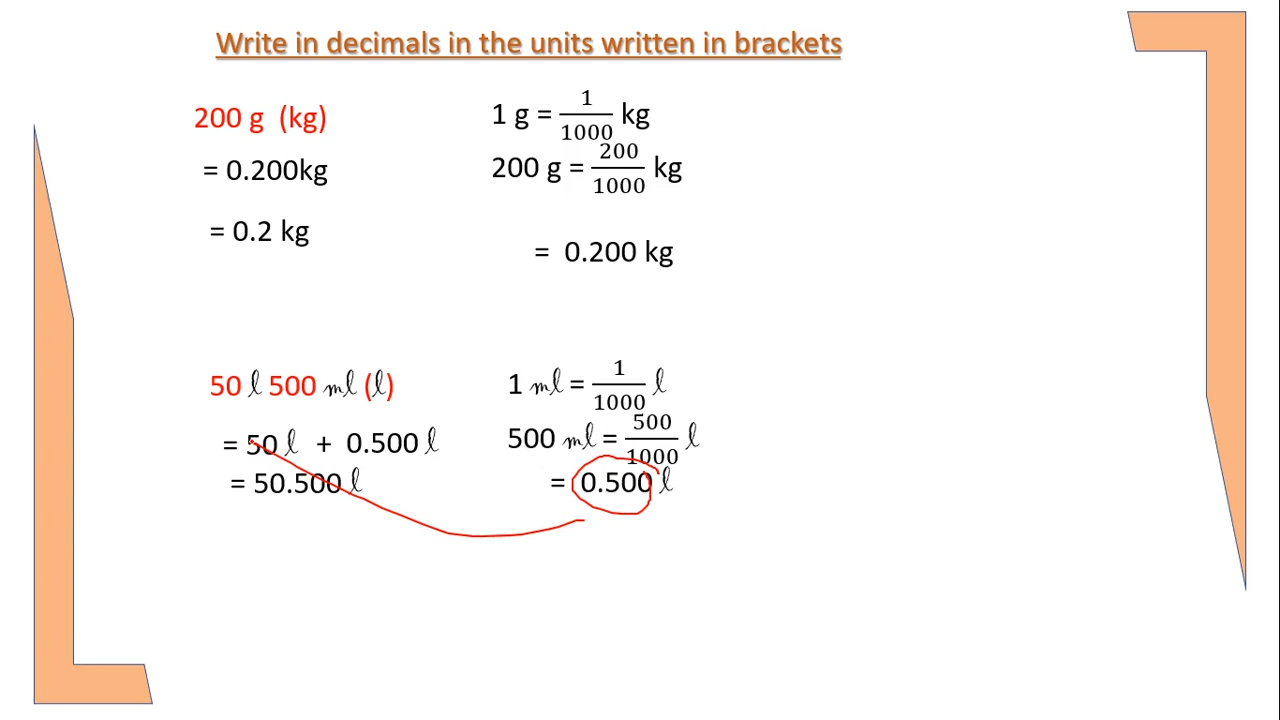 Write in decimals in the units written in brackets
200 g (kg)
= 0.200kg
= 0.2 kg
1 g = 1/1000 kg
200 g = 200/1000 kg
= 0.200 kg
50 l 500 ml (l)
= 50 l + 0.500 l
= 50.500 l
1 ml = 1/1000 l
500 ml = 500/1000 l
= 0.500 l